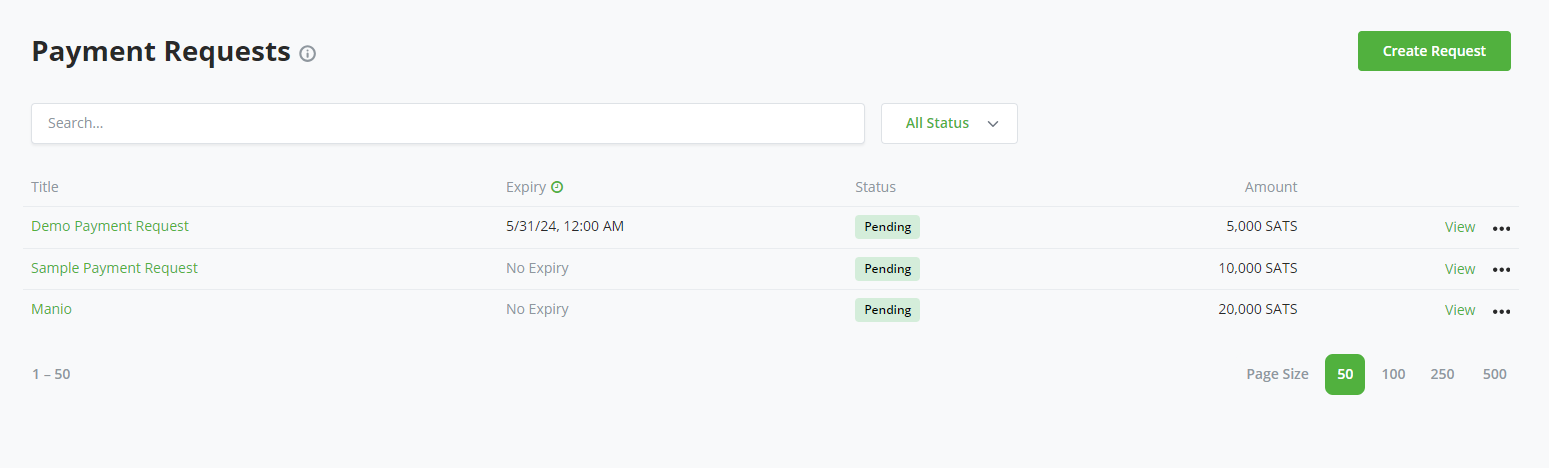 Payment Requests
Create Request
Search...
All Status
Title Expiry Status Amount
Demo Payment Request 5/31/24, 12:00 AM Pending 5,000 SATS View
Sample Payment Request No Expiry Pending 10,000 SATS View
Manio No Expiry Pending 20,000 SATS View
1 – 50 Page Size 50 100 250 500